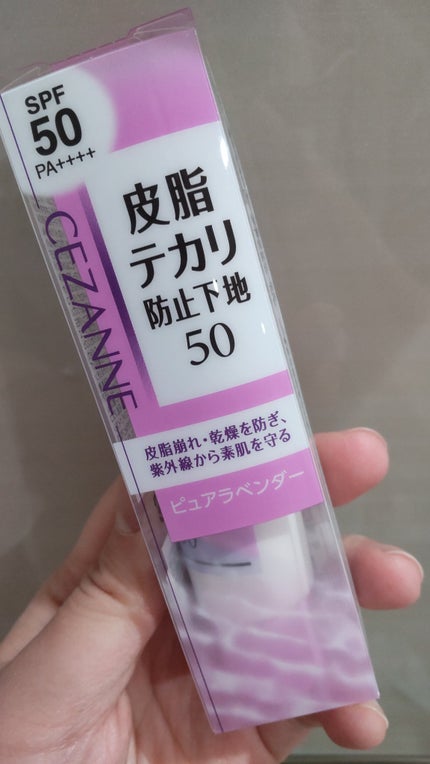 SPF
50
PA++++
CEZANNE
皮脂
テカリ
防止下地
50
皮脂崩れ・乾燥を防ぎ、
紫外線から素肌を守る
ピュアラベンダー